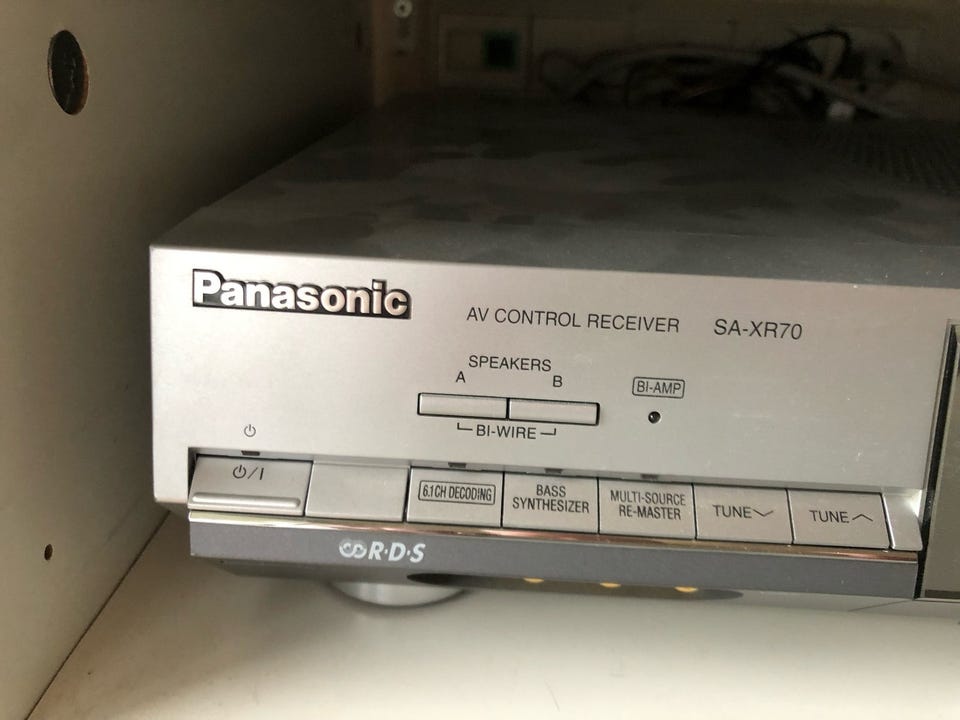 Panasonic
AV CONTROL RECEIVER SA-XR70
SPEAKERS
A B
BI-AMP
BI-WIRE
⏻/I
6.1CH DECODING
BASS
SYNTHESIZER
MULTI-SOURCE
RE-MASTER
TUNE
TUNE
R·D·S